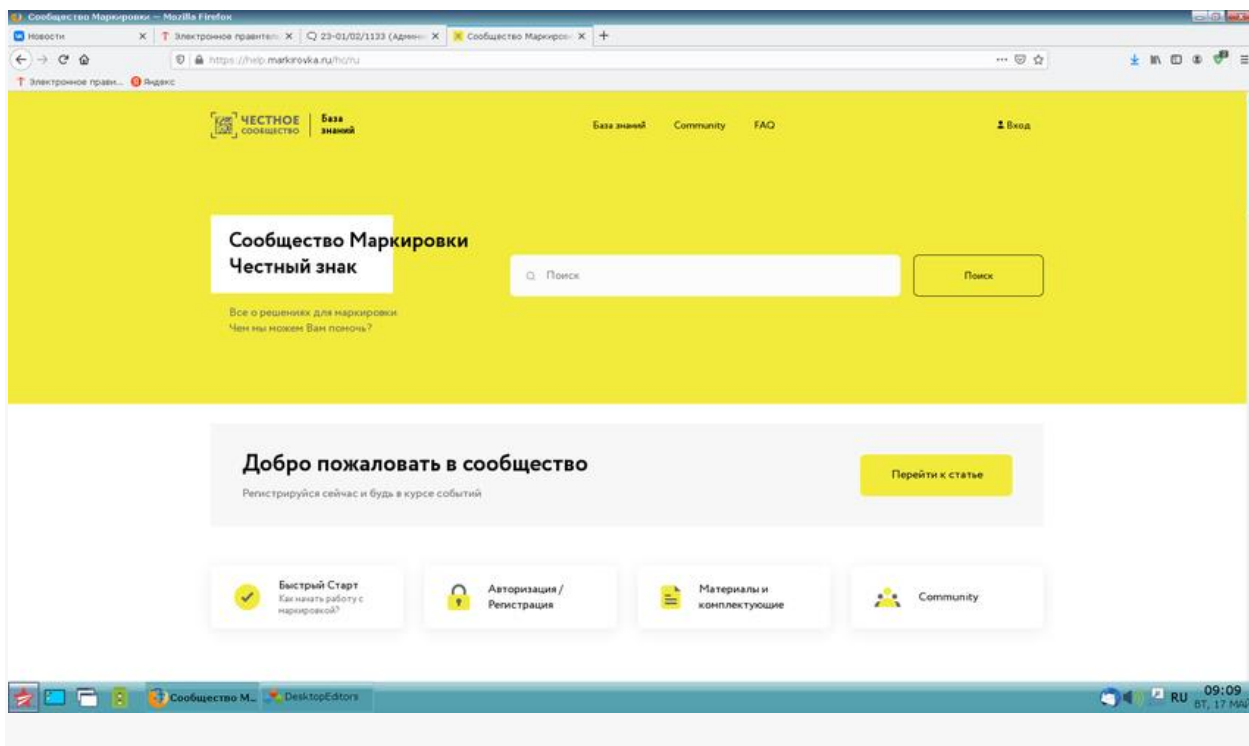 Сообщество Маркировки — Mozilla Firefox
Новости
Электронное правител
23-01/02/1133 (Админ
Сообщество Маркиров
https://help.markirovka.ru/hc/ru
Электронное прави...
Яндекс
ЧЕСТНОЕ СООБЩЕСТВО
База знаний
База знаний
Community
FAQ
Вход
Сообщество Маркировки
Честный знак
Поиск
Поиск
Все о решениях для маркировки
Чем мы можем Вам помочь?
Добро пожаловать в сообщество
Регистрируйся сейчас и будь в курсе событий
Перейти к статье
Быстрый Старт
Как начать работу с
маркировкой?
Авторизация /
Регистрация
Материалы и
комплектующие
Community
Сообщество М...
DesktopEditors
RU
09:09
ВТ, 17 МАЙ